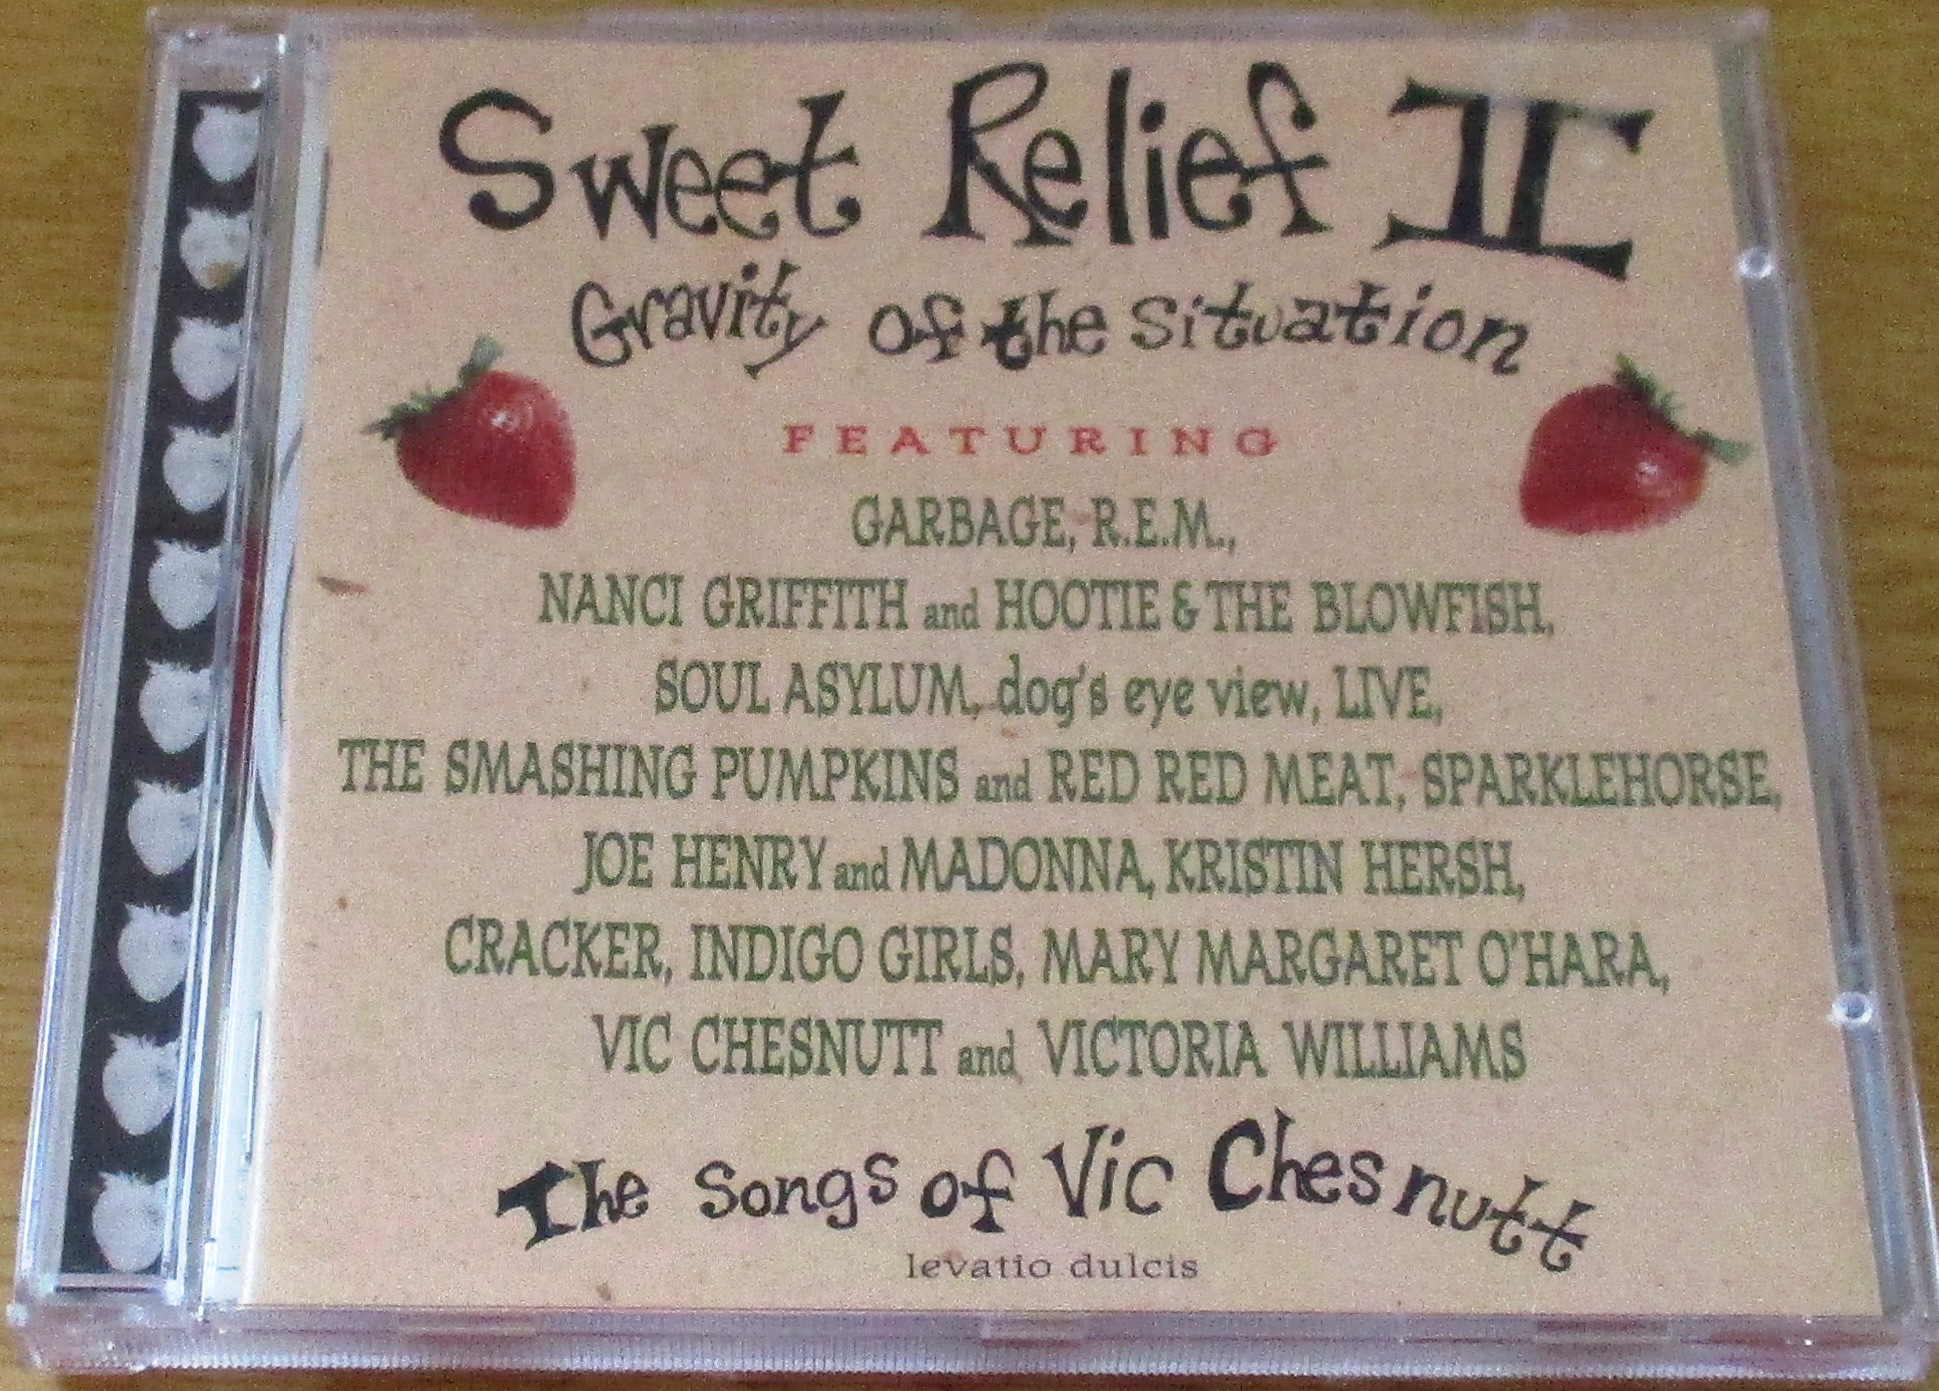 Sweet Relief II
Gravity of the Situation
FEATURING
GARBAGE, R.E.M.,
NANCI GRIFFITH and HOOTIE & THE BLOWFISH,
SOUL ASYLUM, dog's eye view, LIVE,
THE SMASHING PUMPKINS and RED RED MEAT, SPARKLEHORSE,
JOE HENRY and MADONNA, KRISTIN HERSH,
CRACKER, INDIGO GIRLS, MARY MARGARET O'HARA,
VIC CHESNUTT and VICTORIA WILLIAMS
The Songs of Vic Chesnutt
levatio dulcis